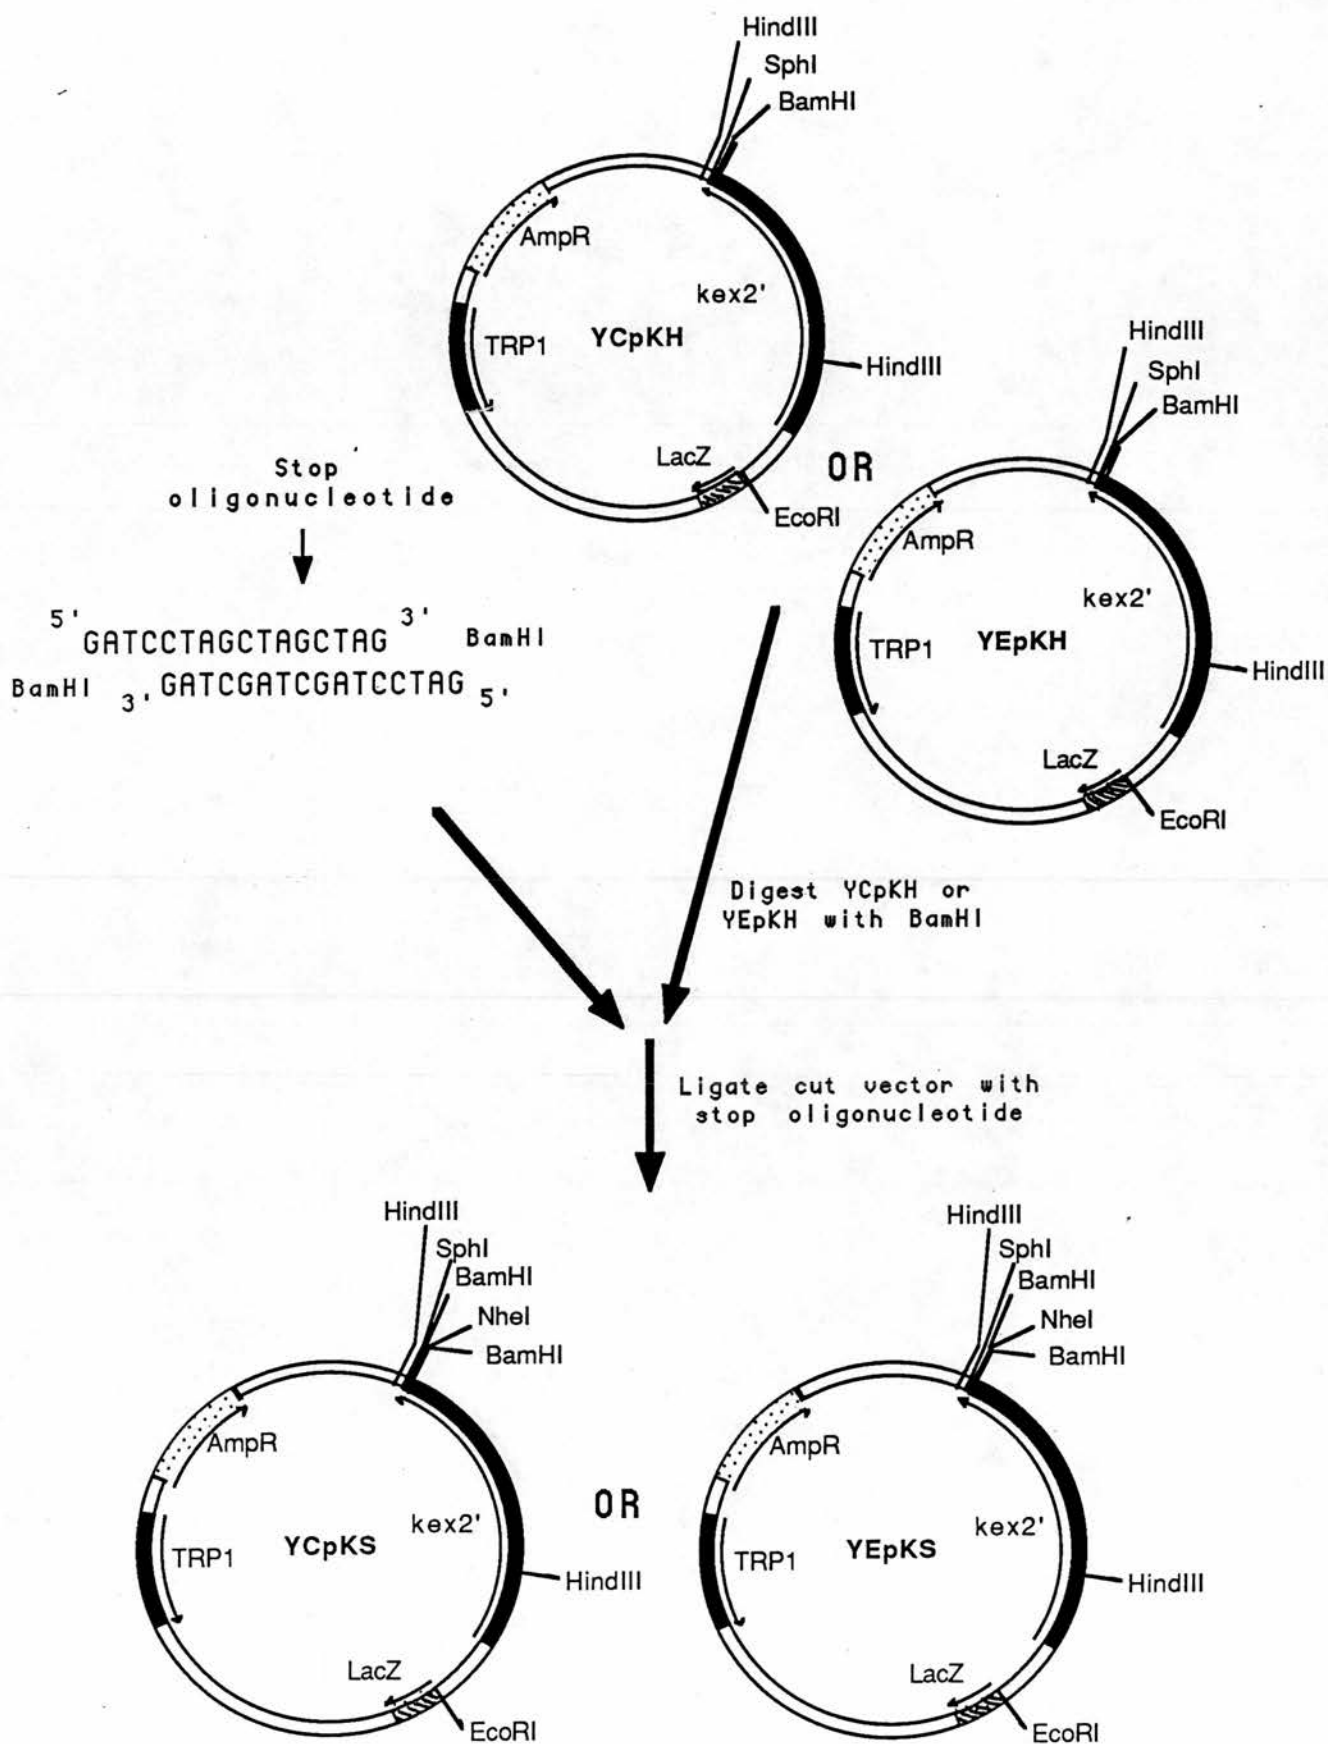 HindIII
SphI
BamHI
AmpR
kex2'
TRP1
YCpKH
HindIII
LacZ
EcoRI
OR
HindIII
SphI
BamHI
AmpR
kex2'
TRP1
YEpKH
HindIII
LacZ
EcoRI
Stop
oligonucleotide
5' GATCCTAGCTAGCTAG 3' BamHI
BamHI 3' GATCGATCGATCCTAG 5'
Digest YCpKH or
YEpKH with BamHI
Ligate cut vector with
stop oligonucleotide
HindIII
SphI
BamHI
NheI
BamHI
AmpR
kex2'
TRP1
YCpKS
HindIII
LacZ
EcoRI
OR
HindIII
SphI
BamHI
NheI
BamHI
AmpR
kex2'
TRP1
YEpKS
HindIII
LacZ
EcoRI